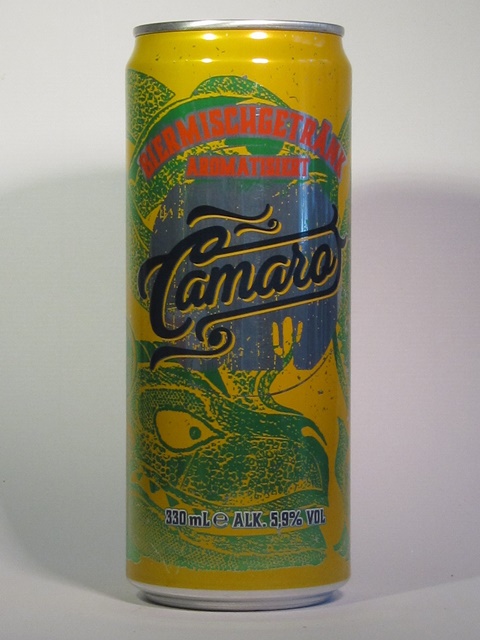 BIERMISCHGETRÄNK
AROMATISIERT
Camaro
330 mL ℮ ALK. 5,9% VOL